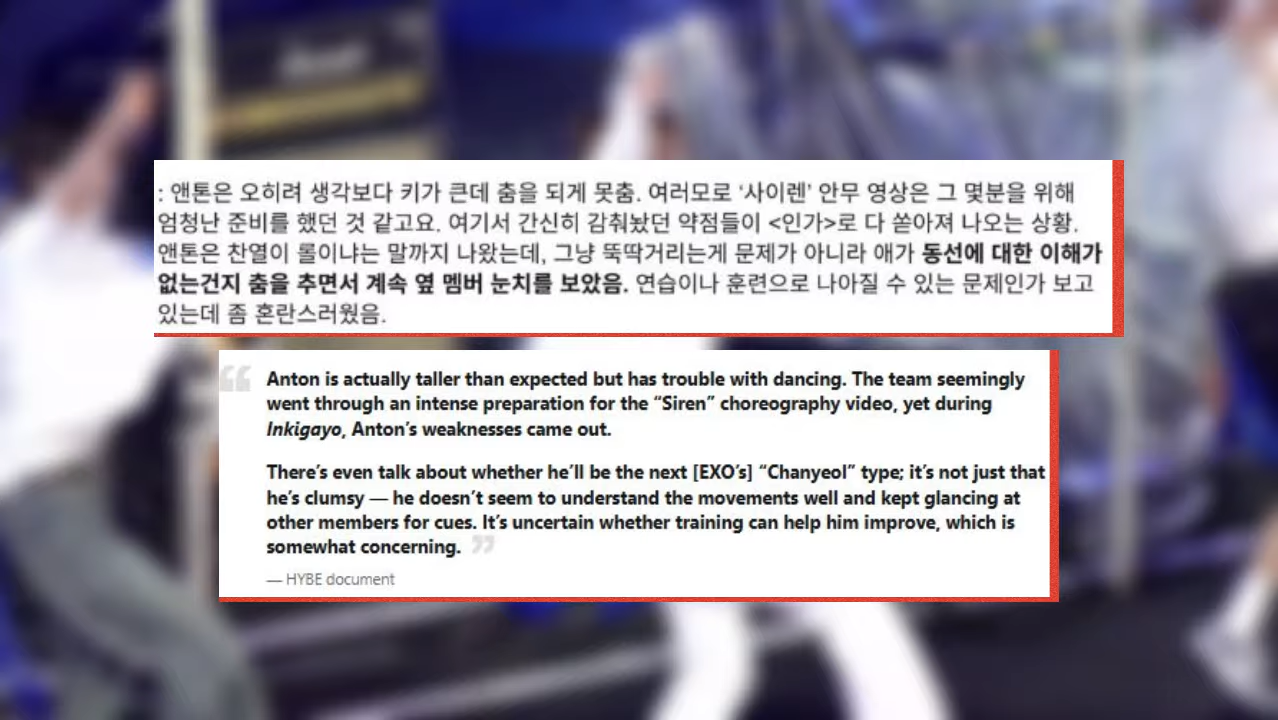 : 앤톤은 오히려 생각보다 키가 큰데 춤을 되게 못춤. 여러모로 ‘사이렌’ 안무 영상은 그 몇분을 위해
엄청난 준비를 했던 것 같고요. 여기서 간신히 감춰놨던 약점들이 <인가>로 다 쏟아져 나오는 상황.
앤톤은 찬열이 롤이냐는 말까지 나왔는데, 그냥 뚝딱거리는게 문제가 아니라 애가 동선에 대한 이해가
없는건지 춤을 추면서 계속 옆 멤버 눈치를 보았음. 연습이나 훈련으로 나아질 수 있는 문제인가 보고
있는데 좀 혼란스러웠음.
“
Anton is actually taller than expected but has trouble with dancing. The team seemingly
went through an intense preparation for the “Siren” choreography video, yet during
Inkigayo, Anton’s weaknesses came out.
There’s even talk about whether he’ll be the next [EXO’s] “Chanyeol” type; it’s not just that
he’s clumsy — he doesn’t seem to understand the movements well and kept glancing at
other members for cues. It’s uncertain whether training can help him improve, which is
somewhat concerning. ”
— HYBE document